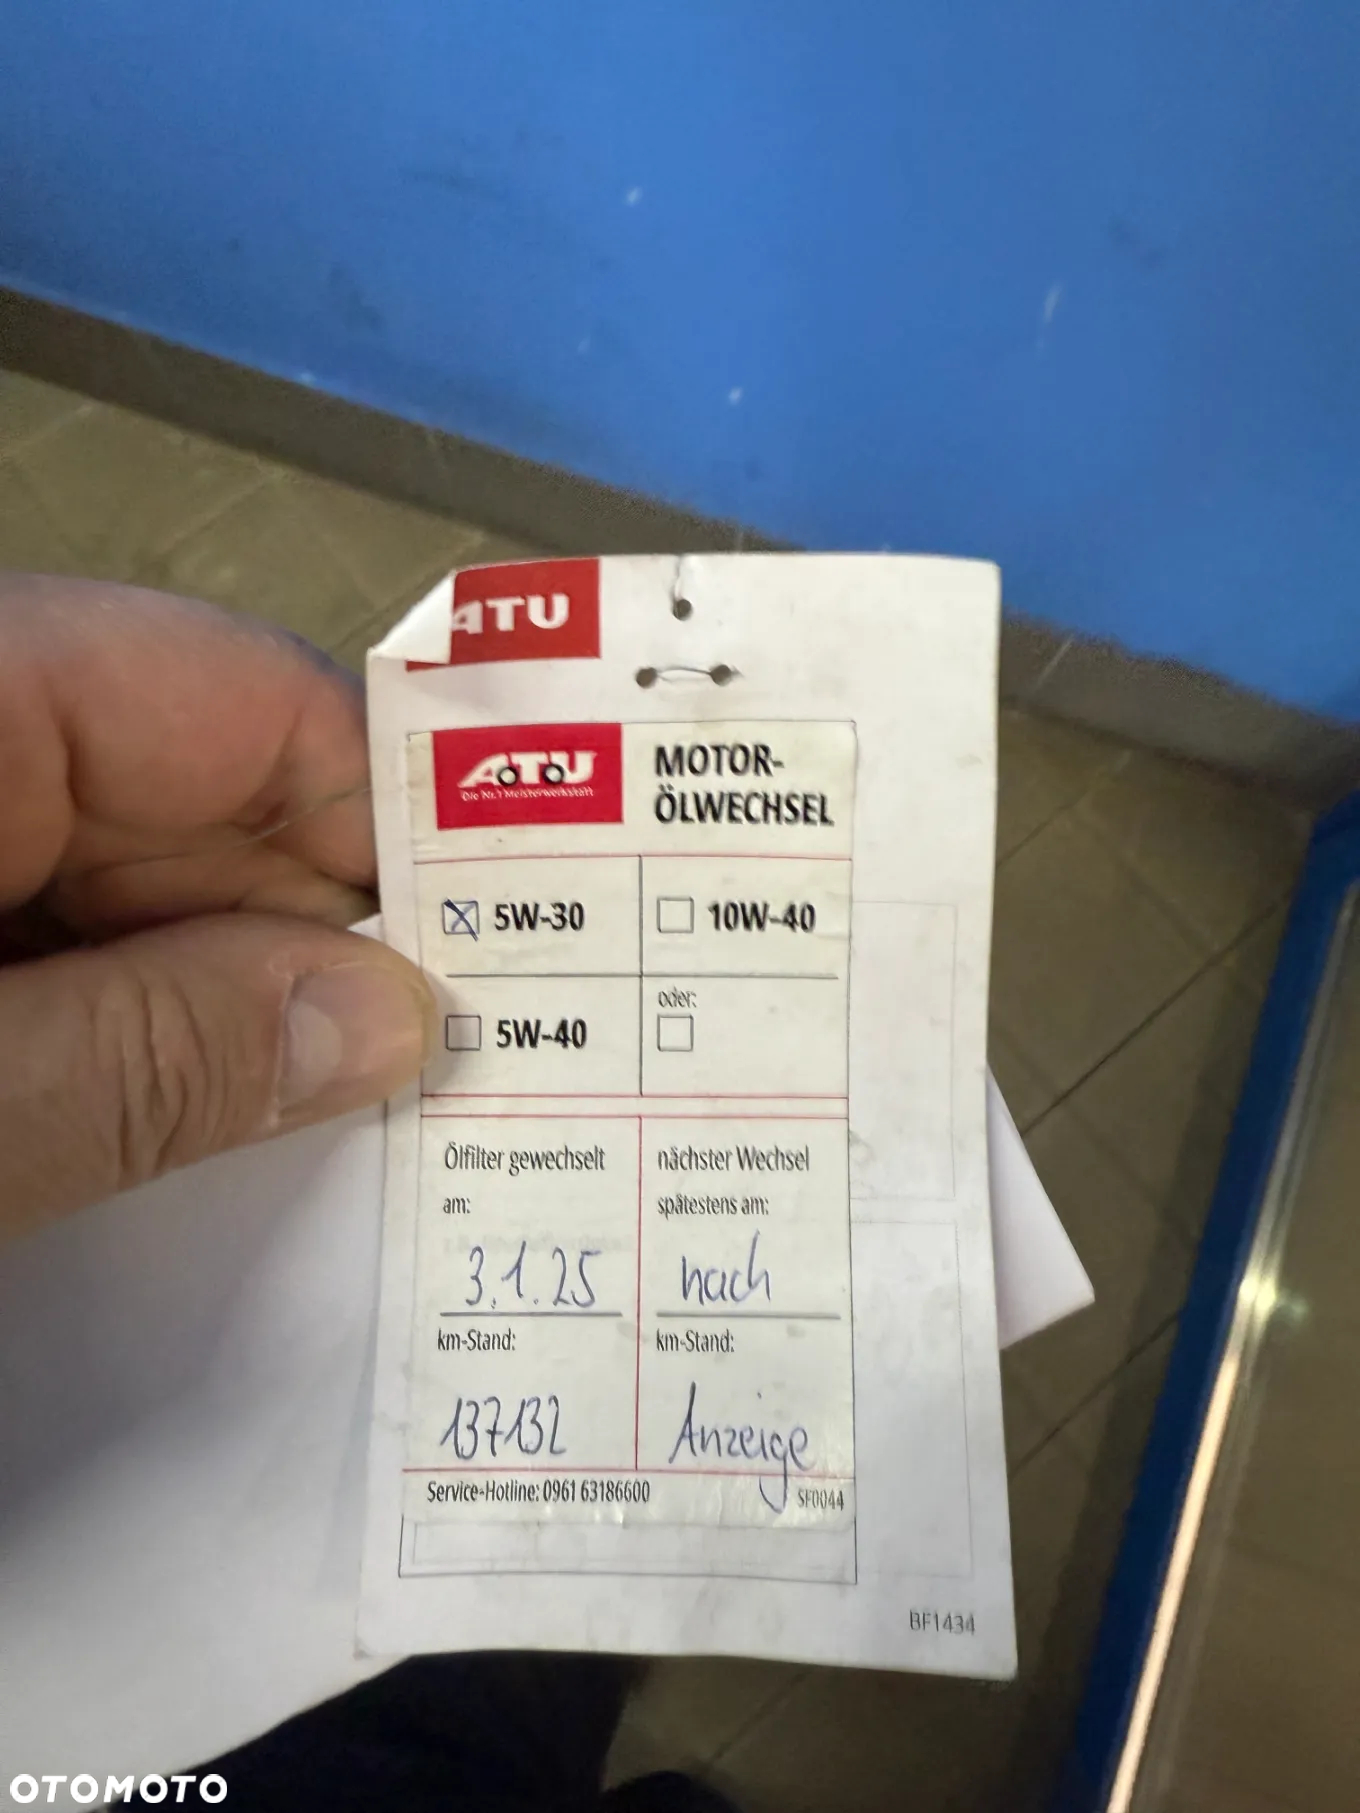 ATU
ATU
Die Nr.1 Meisterwerkstatt
MOTOR-
ÖLWECHSEL
5W-30
10W-40
5W-40
oder:
Ölfilter gewechselt
am:
3.1.25
km-Stand:
137132
nächster Wechsel
spätestens am:
nach
km-Stand:
Anzeige
Service-Hotline: 0961 63186600
SF0044
BF1434
OTOMOTO